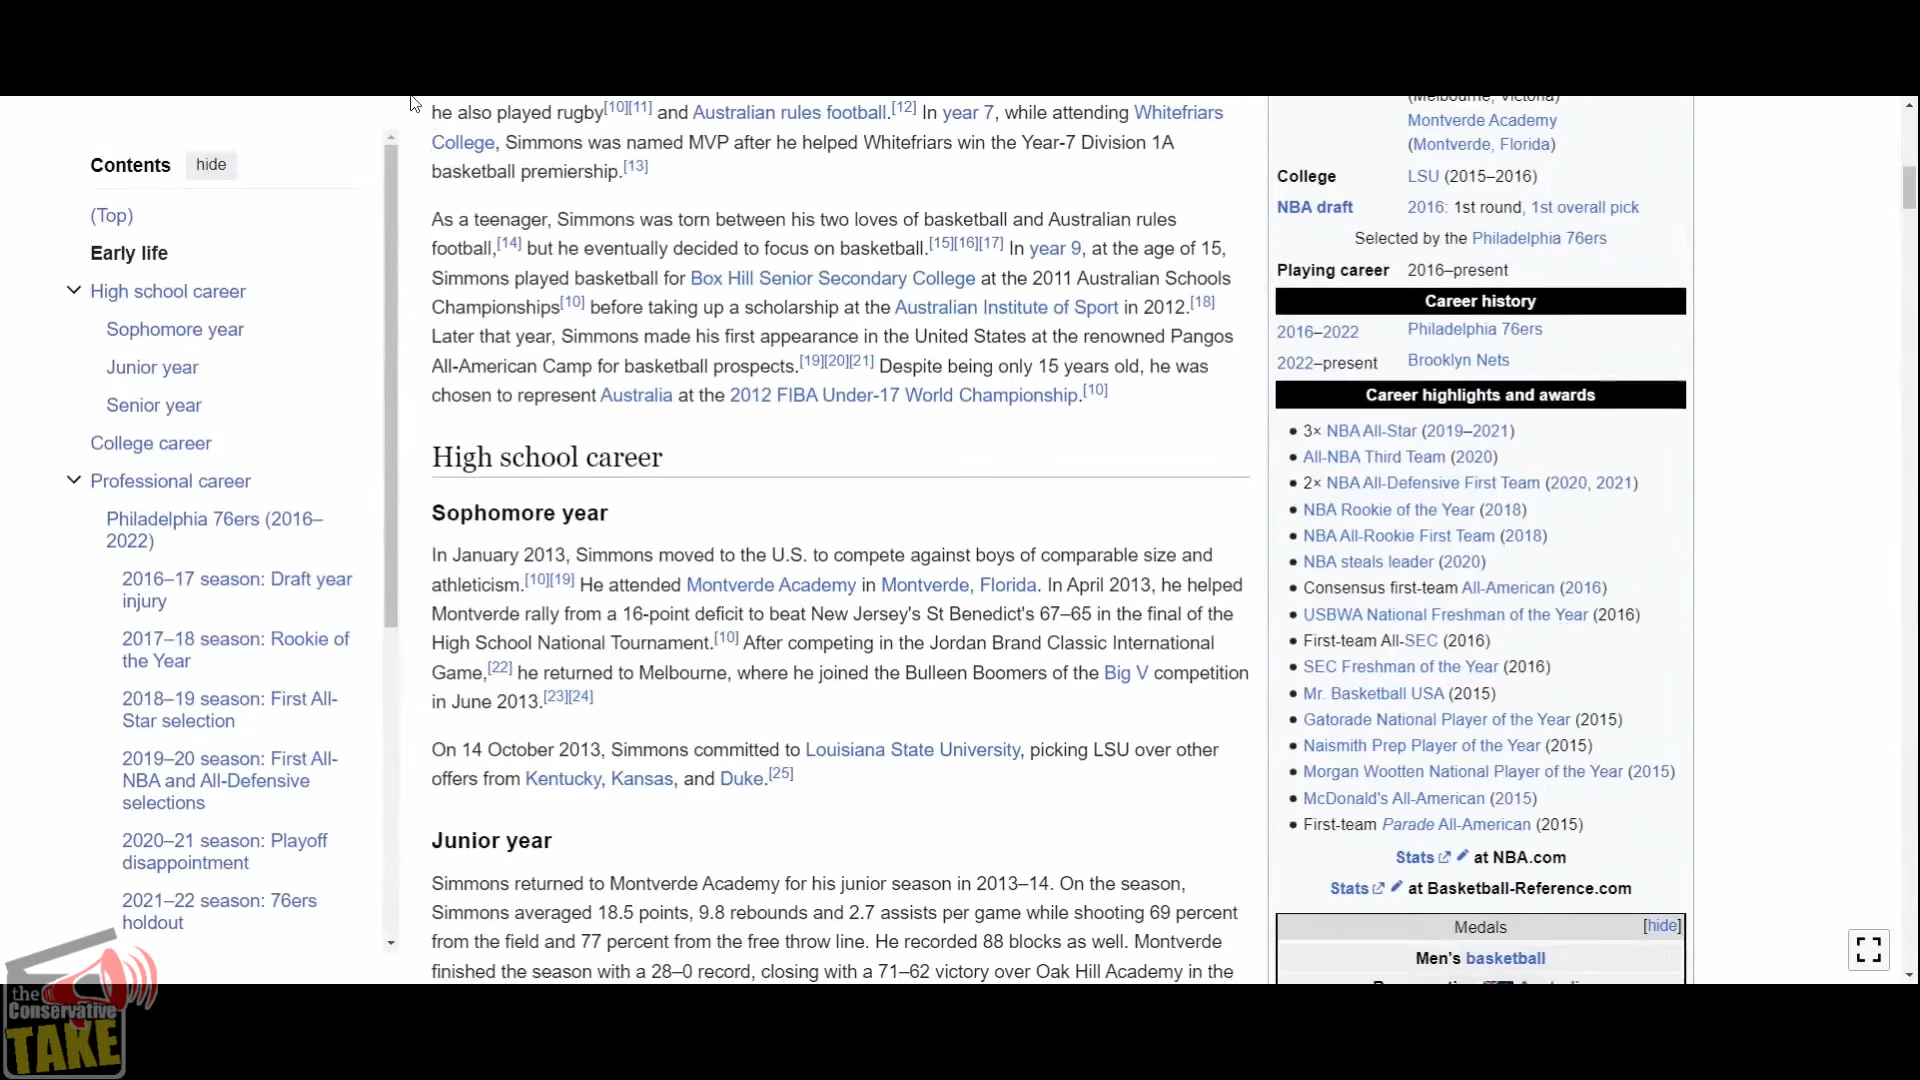 Contents hide
(Top)
Early life
High school career
Sophomore year
Junior year
Senior year
College career
Professional career
Philadelphia 76ers (2016–
2022)
2016–17 season: Draft year
injury
2017–18 season: Rookie of
the Year
2018–19 season: First All-
Star selection
2019–20 season: First All-
NBA and All-Defensive
selections
2020–21 season: Playoff
disappointment
2021–22 season: 76ers
holdout
he also played rugby[10][11] and Australian rules football.[12] In year 7, while attending Whitefriars
College, Simmons was named MVP after he helped Whitefriars win the Year-7 Division 1A
basketball premiership.[13]
As a teenager, Simmons was torn between his two loves of basketball and Australian rules
football,[14] but he eventually decided to focus on basketball.[15][16][17] In year 9, at the age of 15,
Simmons played basketball for Box Hill Senior Secondary College at the 2011 Australian Schools
Championships[10] before taking up a scholarship at the Australian Institute of Sport in 2012.[18]
Later that year, Simmons made his first appearance in the United States at the renowned Pangos
All-American Camp for basketball prospects.[19][20][21] Despite being only 15 years old, he was
chosen to represent Australia at the 2012 FIBA Under-17 World Championship.[10]
High school career
Sophomore year
In January 2013, Simmons moved to the U.S. to compete against boys of comparable size and
athleticism.[10][19] He attended Montverde Academy in Montverde, Florida. In April 2013, he helped
Montverde rally from a 16-point deficit to beat New Jersey's St Benedict's 67–65 in the final of the
High School National Tournament.[10] After competing in the Jordan Brand Classic International
Game,[22] he returned to Melbourne, where he joined the Bulleen Boomers of the Big V competition
in June 2013.[23][24]
On 14 October 2013, Simmons committed to Louisiana State University, picking LSU over other
offers from Kentucky, Kansas, and Duke.[25]
Junior year
Simmons returned to Montverde Academy for his junior season in 2013–14. On the season,
Simmons averaged 18.5 points, 9.8 rebounds and 2.7 assists per game while shooting 69 percent
from the field and 77 percent from the free throw line. He recorded 88 blocks as well. Montverde
finished the season with a 28–0 record, closing with a 71–62 victory over Oak Hill Academy in the
(Melbourne, Victoria)
Montverde Academy
(Montverde, Florida)
College LSU (2015–2016)
NBA draft 2016: 1st round, 1st overall pick
Selected by the Philadelphia 76ers
Playing career 2016–present
Career history
2016–2022 Philadelphia 76ers
2022–present Brooklyn Nets
Career highlights and awards
• 3× NBA All-Star (2019–2021)
• All-NBA Third Team (2020)
• 2× NBA All-Defensive First Team (2020, 2021)
• NBA Rookie of the Year (2018)
• NBA All-Rookie First Team (2018)
• NBA steals leader (2020)
• Consensus first-team All-American (2016)
• USBWA National Freshman of the Year (2016)
• First-team All-SEC (2016)
• SEC Freshman of the Year (2016)
• Mr. Basketball USA (2015)
• Gatorade National Player of the Year (2015)
• Naismith Prep Player of the Year (2015)
• Morgan Wootten National Player of the Year (2015)
• McDonald's All-American (2015)
• First-team Parade All-American (2015)
Stats at NBA.com
Stats at Basketball-Reference.com
Medals [hide]
Men's basketball
the
Conservative
TAKE